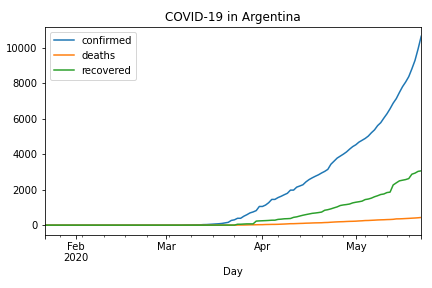 COVID-19 in Argentina
confirmed
deaths
recovered
10000
8000
6000
4000
2000
0
Feb
2020
Mar
Apr
May
Day